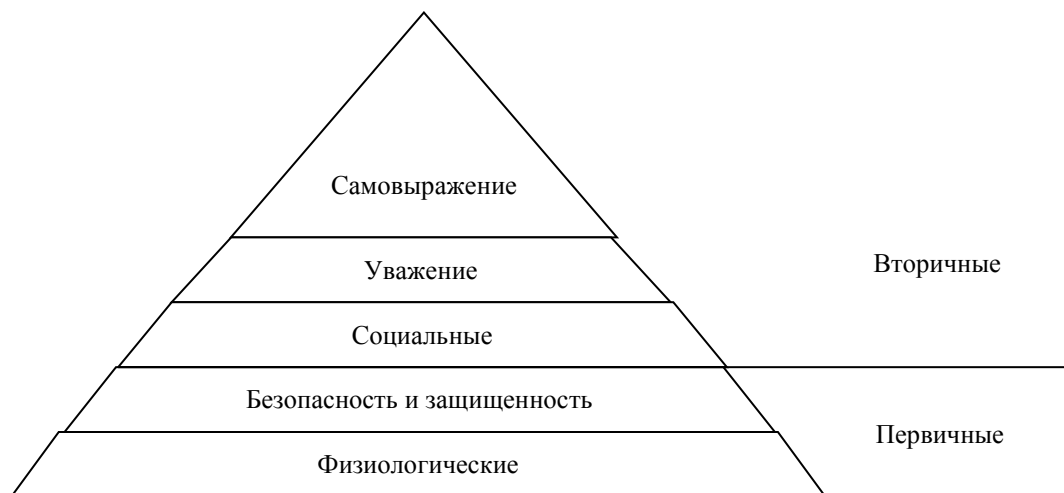 Самовыражение
Уважение
Вторичные
Социальные
Безопасность и защищенность
Первичные
Физиологические